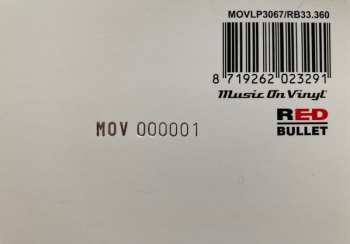 MOVLP3067/RB33.360
8 719262 023291
Music On Vinyl
RED
BULLET
MOV 000001